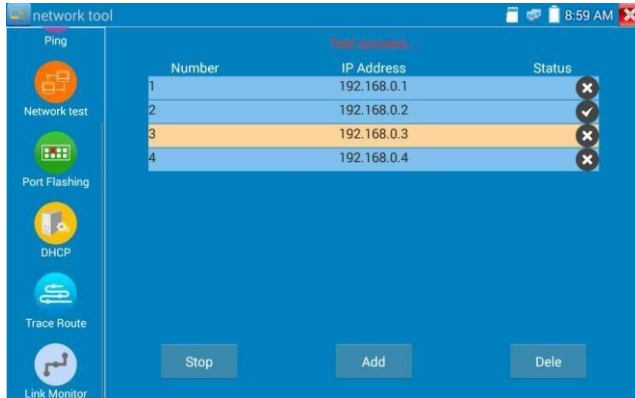 network tool
8:59 AM
Ping
Network test
Port Flashing
DHCP
Trace Route
Link Monitor
Number IP Address Status
1 192.168.0.1
2 192.168.0.2
3 192.168.0.3
4 192.168.0.4
Stop Add Dele